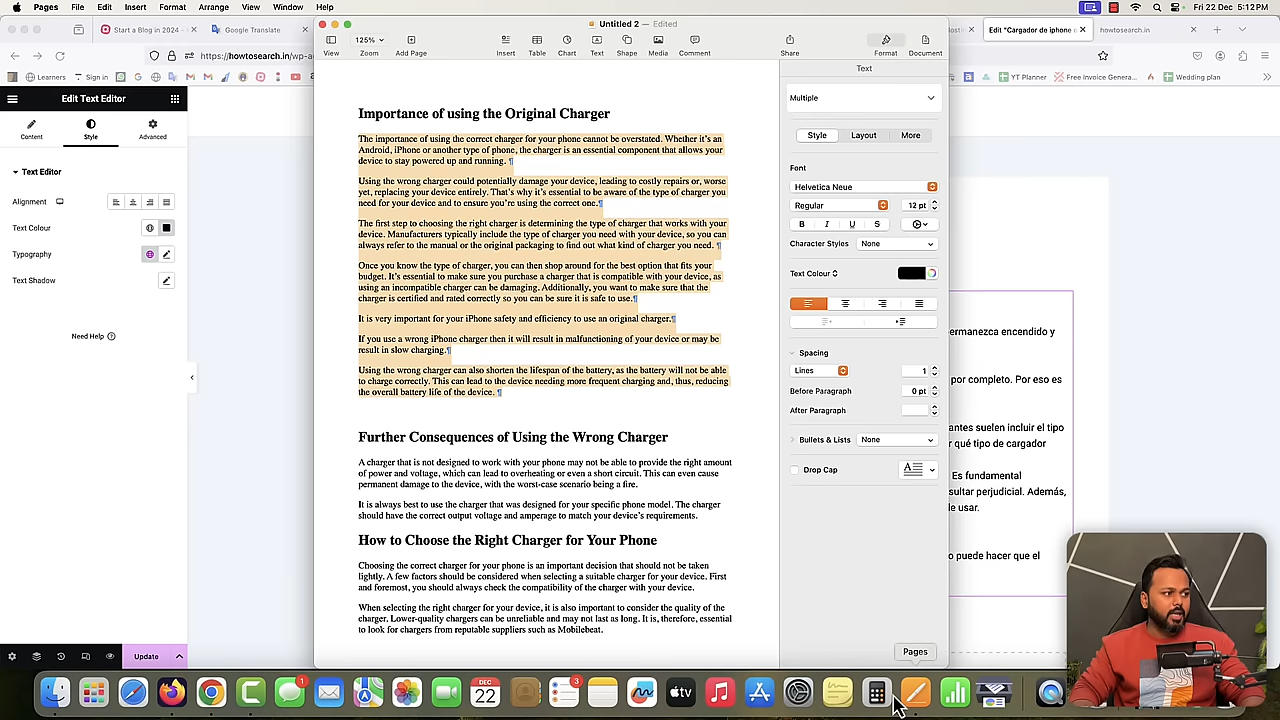 Pages File Edit Insert Format Arrange View Window Help
Fri 22 Dec 5:12 PM
Start a Blog in 2024 -
Google Translate
Edit "Cargador de iphone o
howtosearch.in
https://howtosearch.in/wp-a
Learners
Sign in
YT Planner
Free Invoice Genera...
Wedding plan
Untitled 2 — Edited
125%
View Zoom Add Page Insert Table Chart Text Shape Media Comment Share Format Document
Edit Text Editor
Content Style Advanced
Text Editor
Alignment
Text Colour
Typography
Text Shadow
Need Help
Update
Importance of using the Original Charger
The importance of using the correct charger for your phone cannot be overstated. Whether it's an
Android, iPhone or another type of phone, the charger is an essential component that allows your
device to stay powered up and running. ¶
Using the wrong charger could potentially damage your device, leading to costly repairs or, worse
yet, replacing your device entirely. That's why it's essential to be aware of the type of charger you
need for your device and to ensure you're using the correct one.¶
The first step to choosing the right charger is determining the type of charger that works with your
device. Manufacturers typically include the type of charger you need with your device, so you can
always refer to the manual or the original packaging to find out what kind of charger you need. ¶
Once you know the type of charger, you can then shop around for the best option that fits your
budget. It's essential to make sure you purchase a charger that is compatible with your device, as
using an incompatible charger can be damaging. Additionally, you want to make sure that the
charger is certified and rated correctly so you can be sure it is safe to use.¶
It is very important for your iPhone safety and efficiency to use an original charger.¶
If you use a wrong iPhone charger then it will result in malfunctioning of your device or may be
result in slow charging.¶
Using the wrong charger can also shorten the lifespan of the battery, as the battery will not be able
to charge correctly. This can lead to the device needing more frequent charging and, thus, reducing
the overall battery life of the device. ¶
Further Consequences of Using the Wrong Charger
A charger that is not designed to work with your phone may not be able to provide the right amount
of power and voltage, which can lead to overheating or even a short circuit. This can even cause
permanent damage to the device, with the worst-case scenario being a fire.
It is always best to use the charger that was designed for your specific phone model. The charger
should have the correct output voltage and amperage to match your device's requirements.
How to Choose the Right Charger for Your Phone
Choosing the correct charger for your phone is an important decision that should not be taken
lightly. A few factors should be considered when selecting a suitable charger for your device. First
and foremost, you should always check the compatibility of the charger with your device.
When selecting the right charger for your device, it is also important to consider the quality of the
charger. Lower-quality chargers can be unreliable and may not last as long. It is, therefore, essential
to look for chargers from reputable suppliers such as Mobilebeat.
Text
Multiple
Style Layout More
Font
Helvetica Neue
Regular 12 pt
B I U S
Character Styles None
Text Colour
Spacing
Lines 1
Before Paragraph 0 pt
After Paragraph
Bullets & Lists None
Drop Cap
Pages
ermanezca encendido y
por completo. Por eso es
antes suelen incluir el tipo
r qué tipo de cargador
Es fundamental
sultar perjudicial. Además,
de usar.
o puede hacer que el
1
DEC
22
3
tv